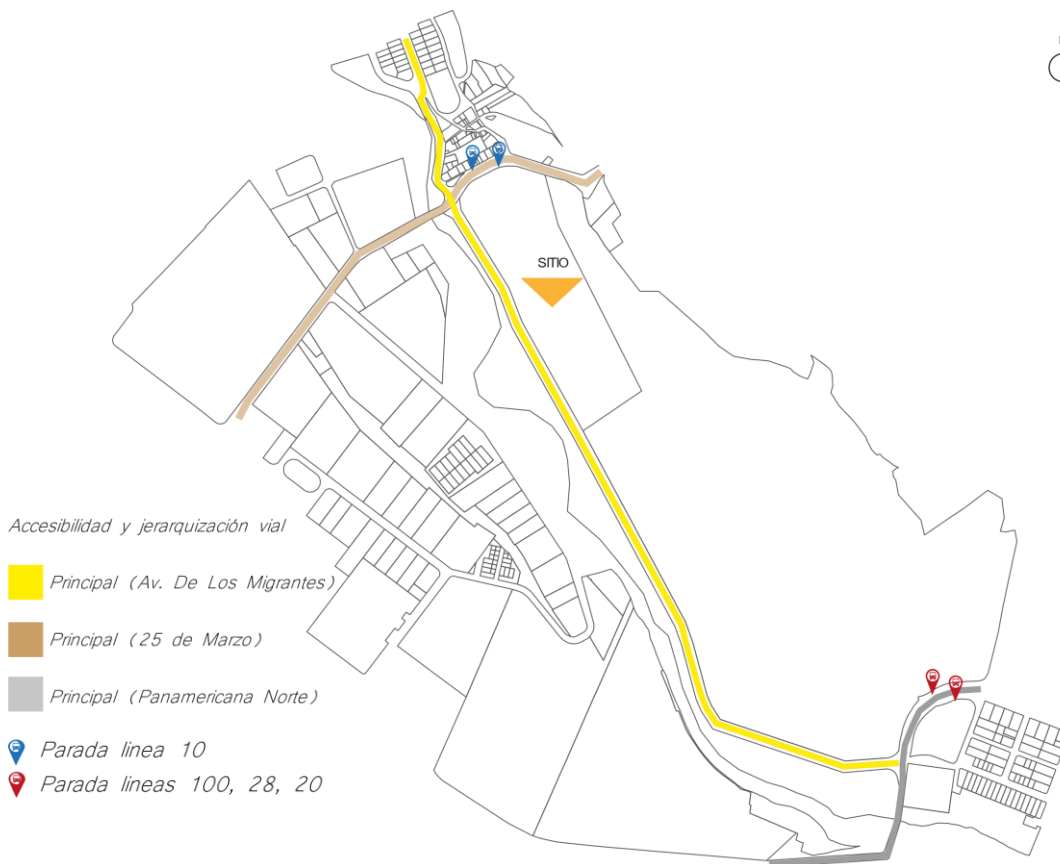 SITIO
Accesibilidad y jerarquización vial
Principal (Av. De Los Migrantes)
Principal (25 de Marzo)
Principal (Panamericana Norte)
Parada linea 10
Parada lineas 100, 28, 20